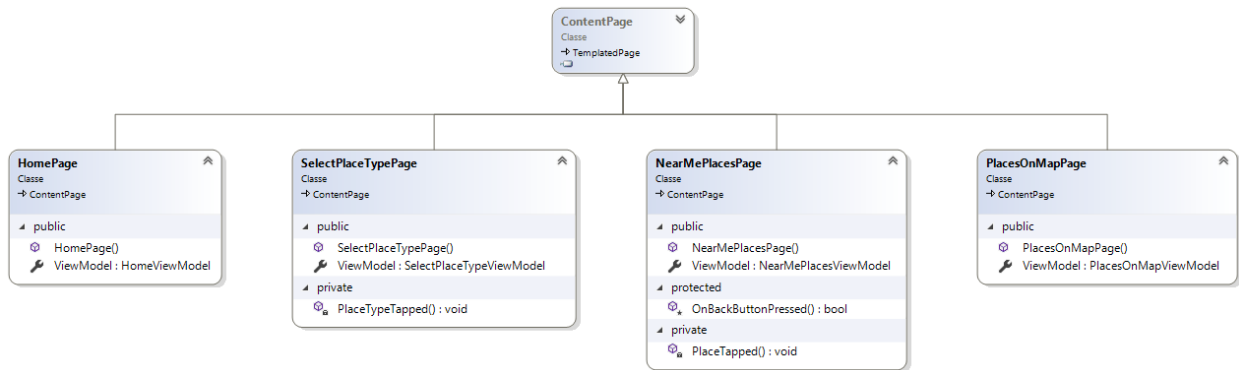 ContentPage
Classe
TemplatedPage
HomePage
Classe
ContentPage
public
HomePage()
ViewModel : HomeViewModel
SelectPlaceTypePage
Classe
ContentPage
public
SelectPlaceTypePage()
ViewModel : SelectPlaceTypeViewModel
private
PlaceTypeTapped() : void
NearMePlacesPage
Classe
ContentPage
public
NearMePlacesPage()
ViewModel : NearMePlacesViewModel
protected
OnBackButtonPressed() : bool
private
PlaceTapped() : void
PlacesOnMapPage
Classe
ContentPage
public
PlacesOnMapPage()
ViewModel : PlacesOnMapViewModel